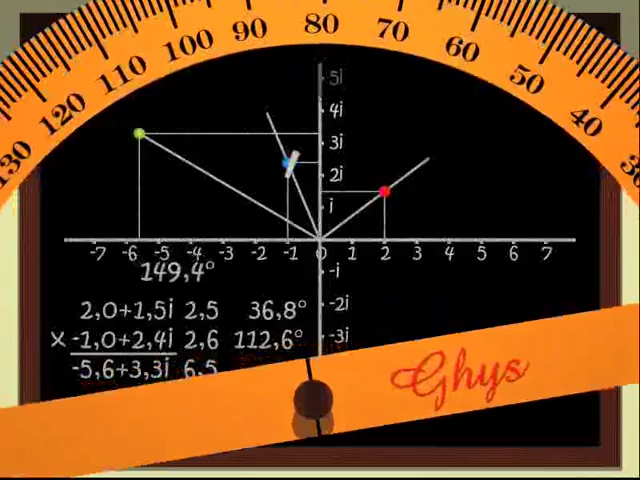 130 120 110 100 90 80 70 60 50 40
5i
4i
3i
2i
i
-7 -6 -5 -4 -3 -2 -1 0 1 2 3 4 5 6 7
-i
149,4°
-2i
2,0+1,5i 2,5 36,8°
-3i
x -1,0+2,4i 2,6 112,6°
-5,6+3,3i 6,5
Ghys